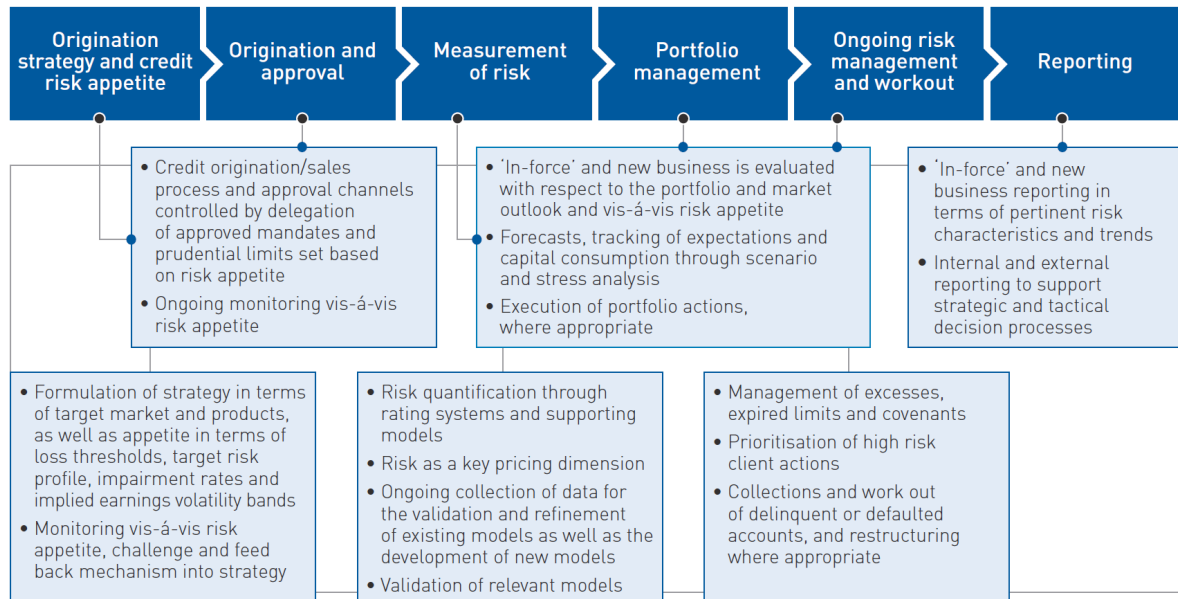 Origination
strategy and credit
risk appetite
Origination and
approval
Measurement
of risk
Portfolio
management
Ongoing risk
management
and workout
Reporting
• Credit origination/sales
process and approval channels
controlled by delegation
of approved mandates and
prudential limits set based
on risk appetite
• Ongoing monitoring vis-á-vis
risk appetite
• ‘In-force’ and new business is evaluated
with respect to the portfolio and market
outlook and vis-á-vis risk appetite
• Forecasts, tracking of expectations and
capital consumption through scenario
and stress analysis
• Execution of portfolio actions,
where appropriate
• ‘In-force’ and new
business reporting in
terms of pertinent risk
characteristics and trends
• Internal and external
reporting to support
strategic and tactical
decision processes
• Formulation of strategy in terms
of target market and products,
as well as appetite in terms of
loss thresholds, target risk
profile, impairment rates and
implied earnings volatility bands
• Monitoring vis-á-vis risk
appetite, challenge and feed
back mechanism into strategy
• Risk quantification through
rating systems and supporting
models
• Risk as a key pricing dimension
• Ongoing collection of data for
the validation and refinement
of existing models as well as the
development of new models
• Validation of relevant models
• Management of excesses,
expired limits and covenants
• Prioritisation of high risk
client actions
• Collections and work out
of delinquent or defaulted
accounts, and restructuring
where appropriate